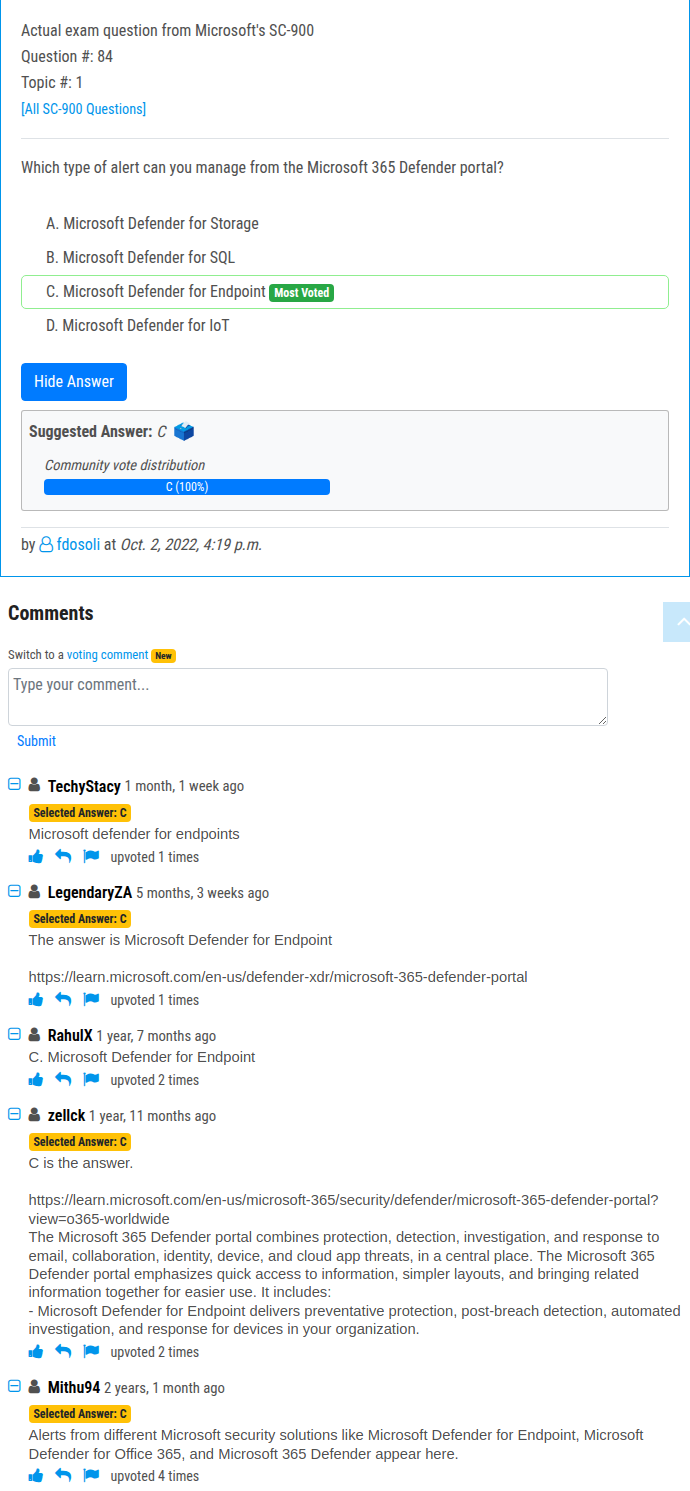 Actual exam question from Microsoft's SC-900
Question #: 84
Topic #: 1
[All SC-900 Questions]
Which type of alert can you manage from the Microsoft 365 Defender portal?
A. Microsoft Defender for Storage
B. Microsoft Defender for SQL
C. Microsoft Defender for Endpoint Most Voted
D. Microsoft Defender for IoT
Hide Answer
Suggested Answer: C
Community vote distribution
C (100%)
by fdosoli at Oct. 2, 2022, 4:19 p.m.
Comments
Switch to a voting comment New
Type your comment...
Submit
TechyStacy 1 month, 1 week ago
Selected Answer: C
Microsoft defender for endpoints
upvoted 1 times
LegendaryZA 5 months, 3 weeks ago
Selected Answer: C
The answer is Microsoft Defender for Endpoint
https://learn.microsoft.com/en-us/defender-xdr/microsoft-365-defender-portal
upvoted 1 times
RahulX 1 year, 7 months ago
C. Microsoft Defender for Endpoint
upvoted 2 times
zellck 1 year, 11 months ago
Selected Answer: C
C is the answer.
https://learn.microsoft.com/en-us/microsoft-365/security/defender/microsoft-365-defender-portal?
view=o365-worldwide
The Microsoft 365 Defender portal combines protection, detection, investigation, and response to
email, collaboration, identity, device, and cloud app threats, in a central place. The Microsoft 365
Defender portal emphasizes quick access to information, simpler layouts, and bringing related
information together for easier use. It includes:
- Microsoft Defender for Endpoint delivers preventative protection, post-breach detection, automated
investigation, and response for devices in your organization.
upvoted 2 times
Mithu94 2 years, 1 month ago
Selected Answer: C
Alerts from different Microsoft security solutions like Microsoft Defender for Endpoint, Microsoft
Defender for Office 365, and Microsoft 365 Defender appear here.
upvoted 4 times